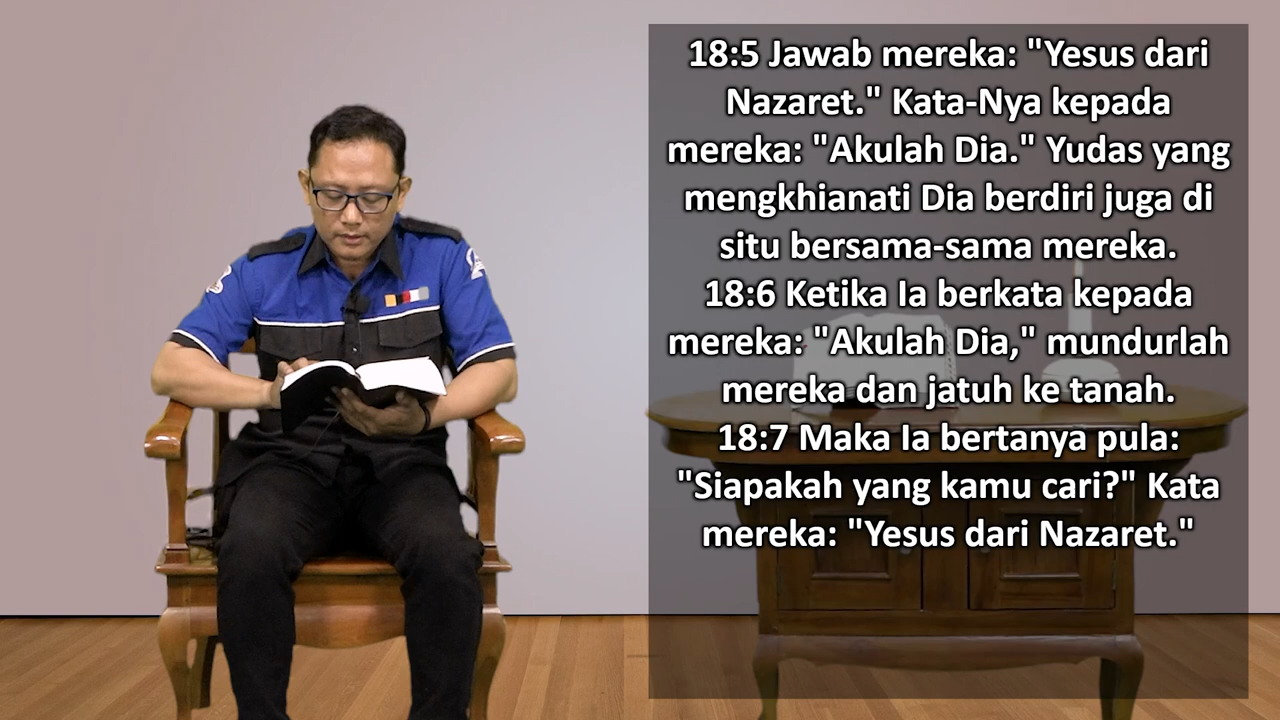 18:5 Jawab mereka: "Yesus dari
Nazaret." Kata-Nya kepada
mereka: "Akulah Dia." Yudas yang
mengkhianati Dia berdiri juga di
situ bersama-sama mereka.
18:6 Ketika Ia berkata kepada
mereka: "Akulah Dia," mundurlah
mereka dan jatuh ke tanah.
18:7 Maka Ia bertanya pula:
"Siapakah yang kamu cari?" Kata
mereka: "Yesus dari Nazaret."